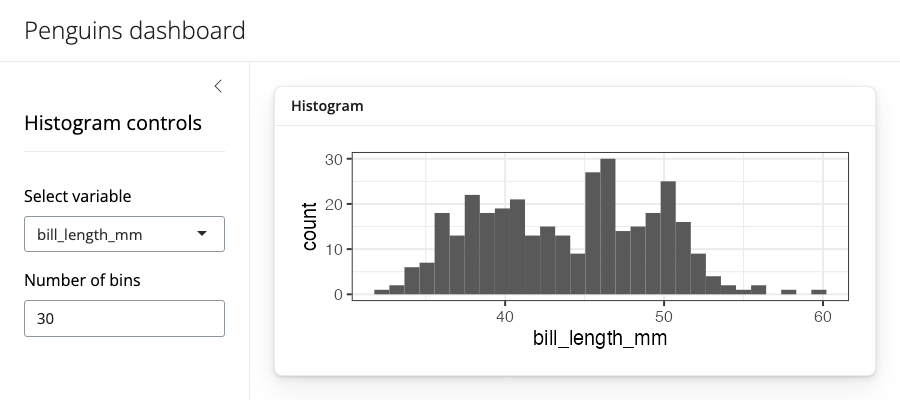 Penguins dashboard
Histogram controls
Select variable
bill_length_mm
Number of bins
30
Histogram
30
20
10
0
count
40 50 60
bill_length_mm